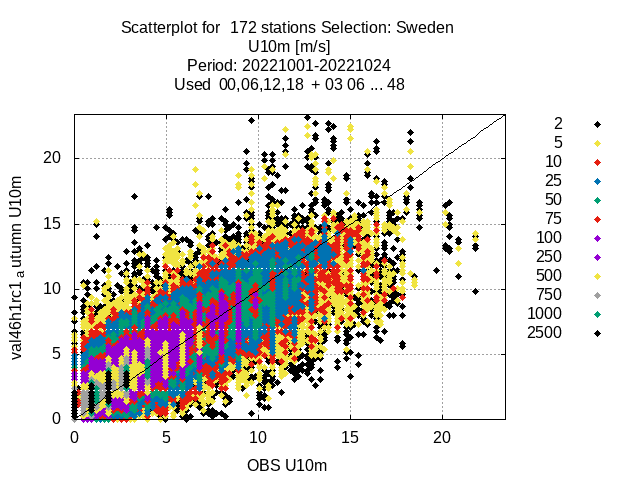 Scatterplot for  172 stations Selection: Sweden
U10m [m/s]
Period: 20221001-20221024
Used  00,06,12,18  + 03 06 ... 48
val46h1rc1 a utumn U10m
20
15
10
5
0
0 5 10 15 20
OBS U10m
2
5
10
25
50
75
100
250
500
750
1000
2500